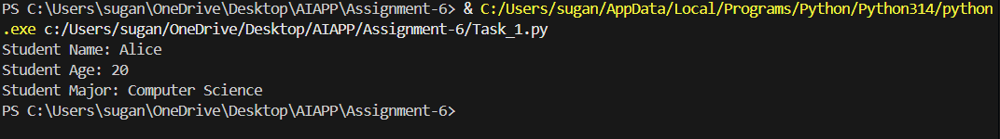 PS C:\Users\sugan\OneDrive\Desktop\AIAPP\Assignment-6> & C:/Users/sugan/AppData/Local/Programs/Python/Python314/python
.exe c:/Users/sugan/OneDrive/Desktop/AIAPP/Assignment-6/Task_1.py
Student Name: Alice
Student Age: 20
Student Major: Computer Science
PS C:\Users\sugan\OneDrive\Desktop\AIAPP\Assignment-6>